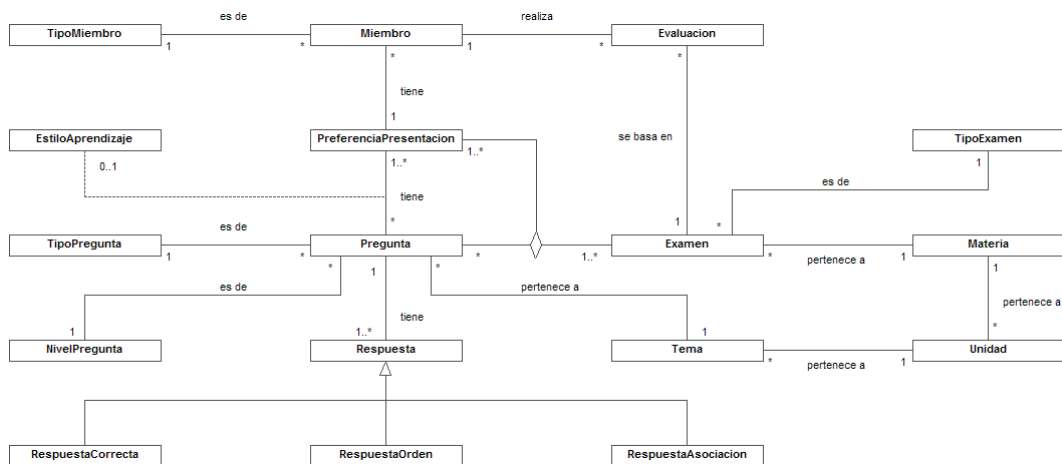 es de
realiza
TipoMiembro
Miembro
Evaluacion
1
*
1
*
*
*
tiene
1
se basa en
EstiloAprendizaje
PreferenciaPresentacion
TipoExamen
0..1
1..*
1..*
1
tiene
es de
*
1
*
es de
TipoPregunta
Pregunta
Examen
Materia
1
*
*
1
*
*
1..*
*
1
1
es de
pertenece a
pertenece a
pertenece a
1
1..*
tiene
1
*
NivelPregunta
Respuesta
Tema
Unidad
*
1
pertenece a
RespuestaCorrecta
RespuestaOrden
RespuestaAsociacion